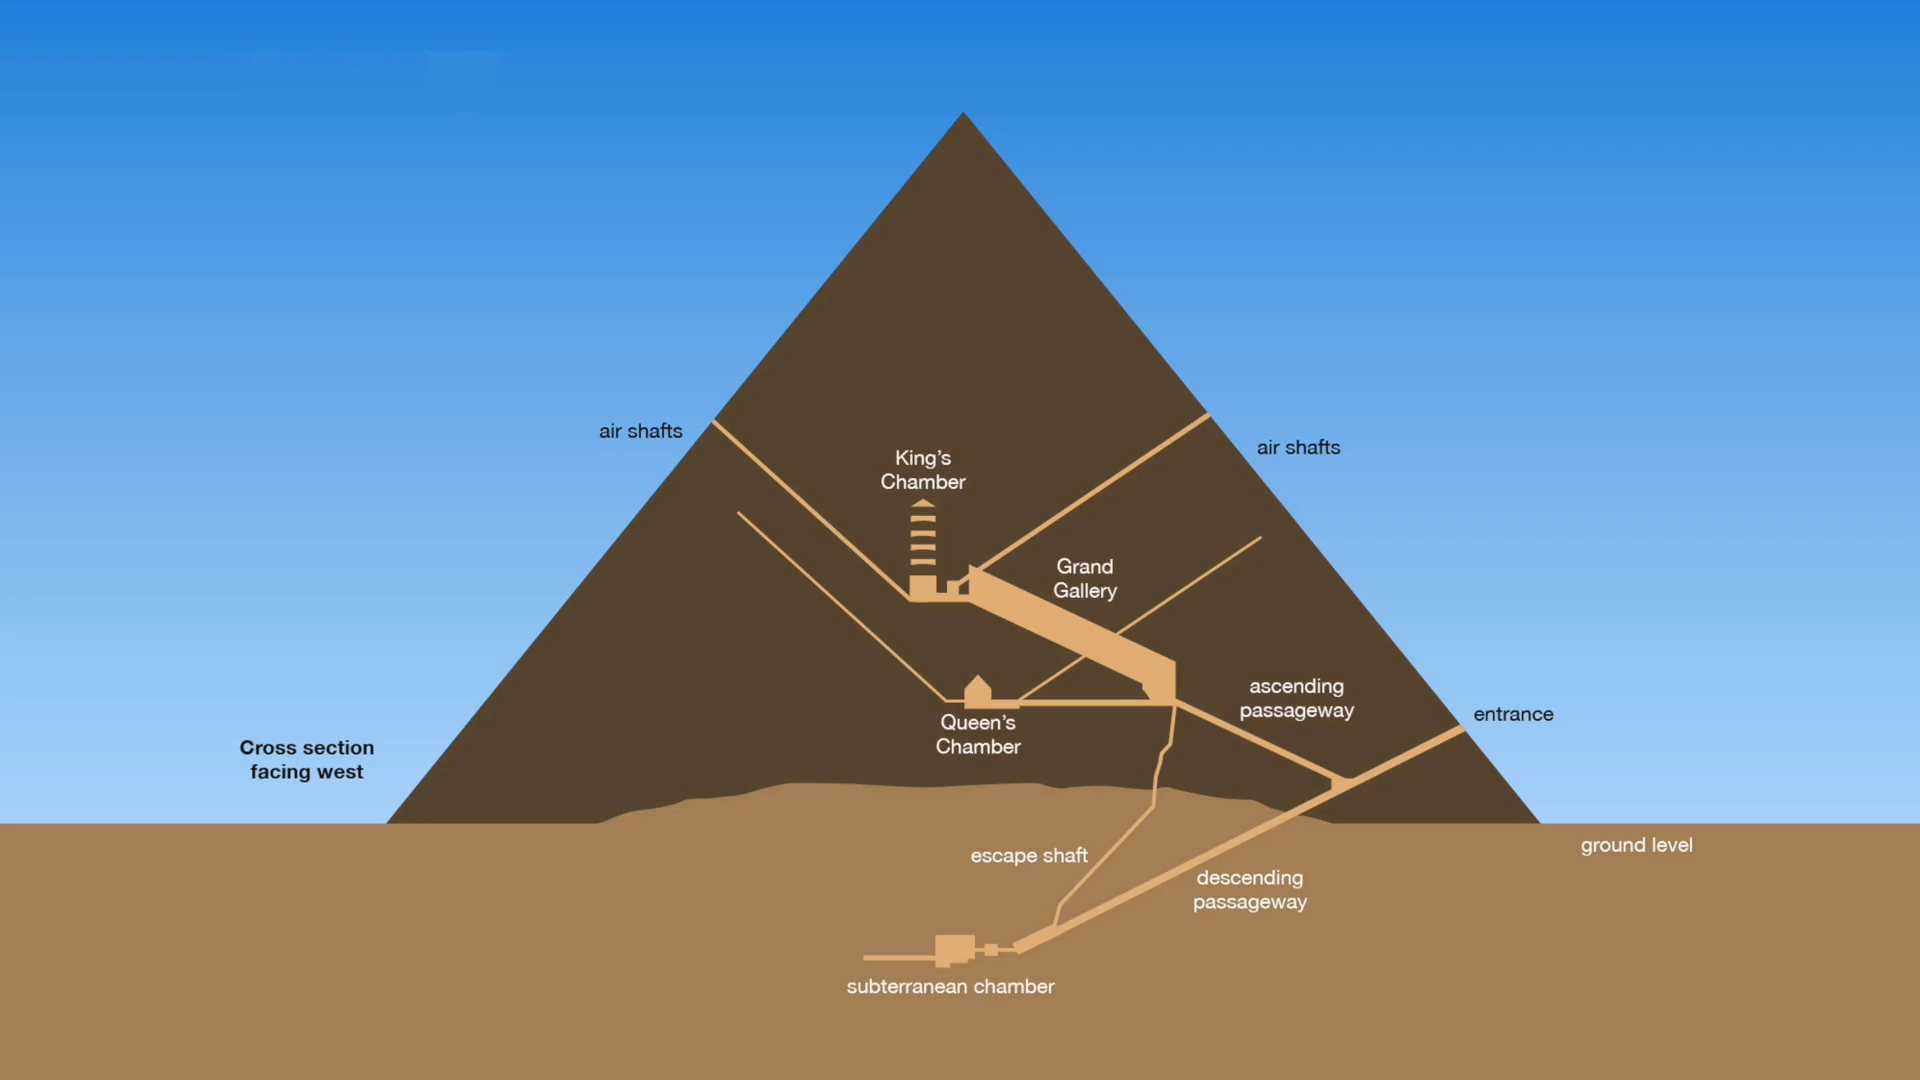 air shafts
King’s
Chamber
air shafts
Grand
Gallery
ascending
passageway
entrance
Queen’s
Chamber
Cross section
facing west
ground level
escape shaft
descending
passageway
subterranean chamber